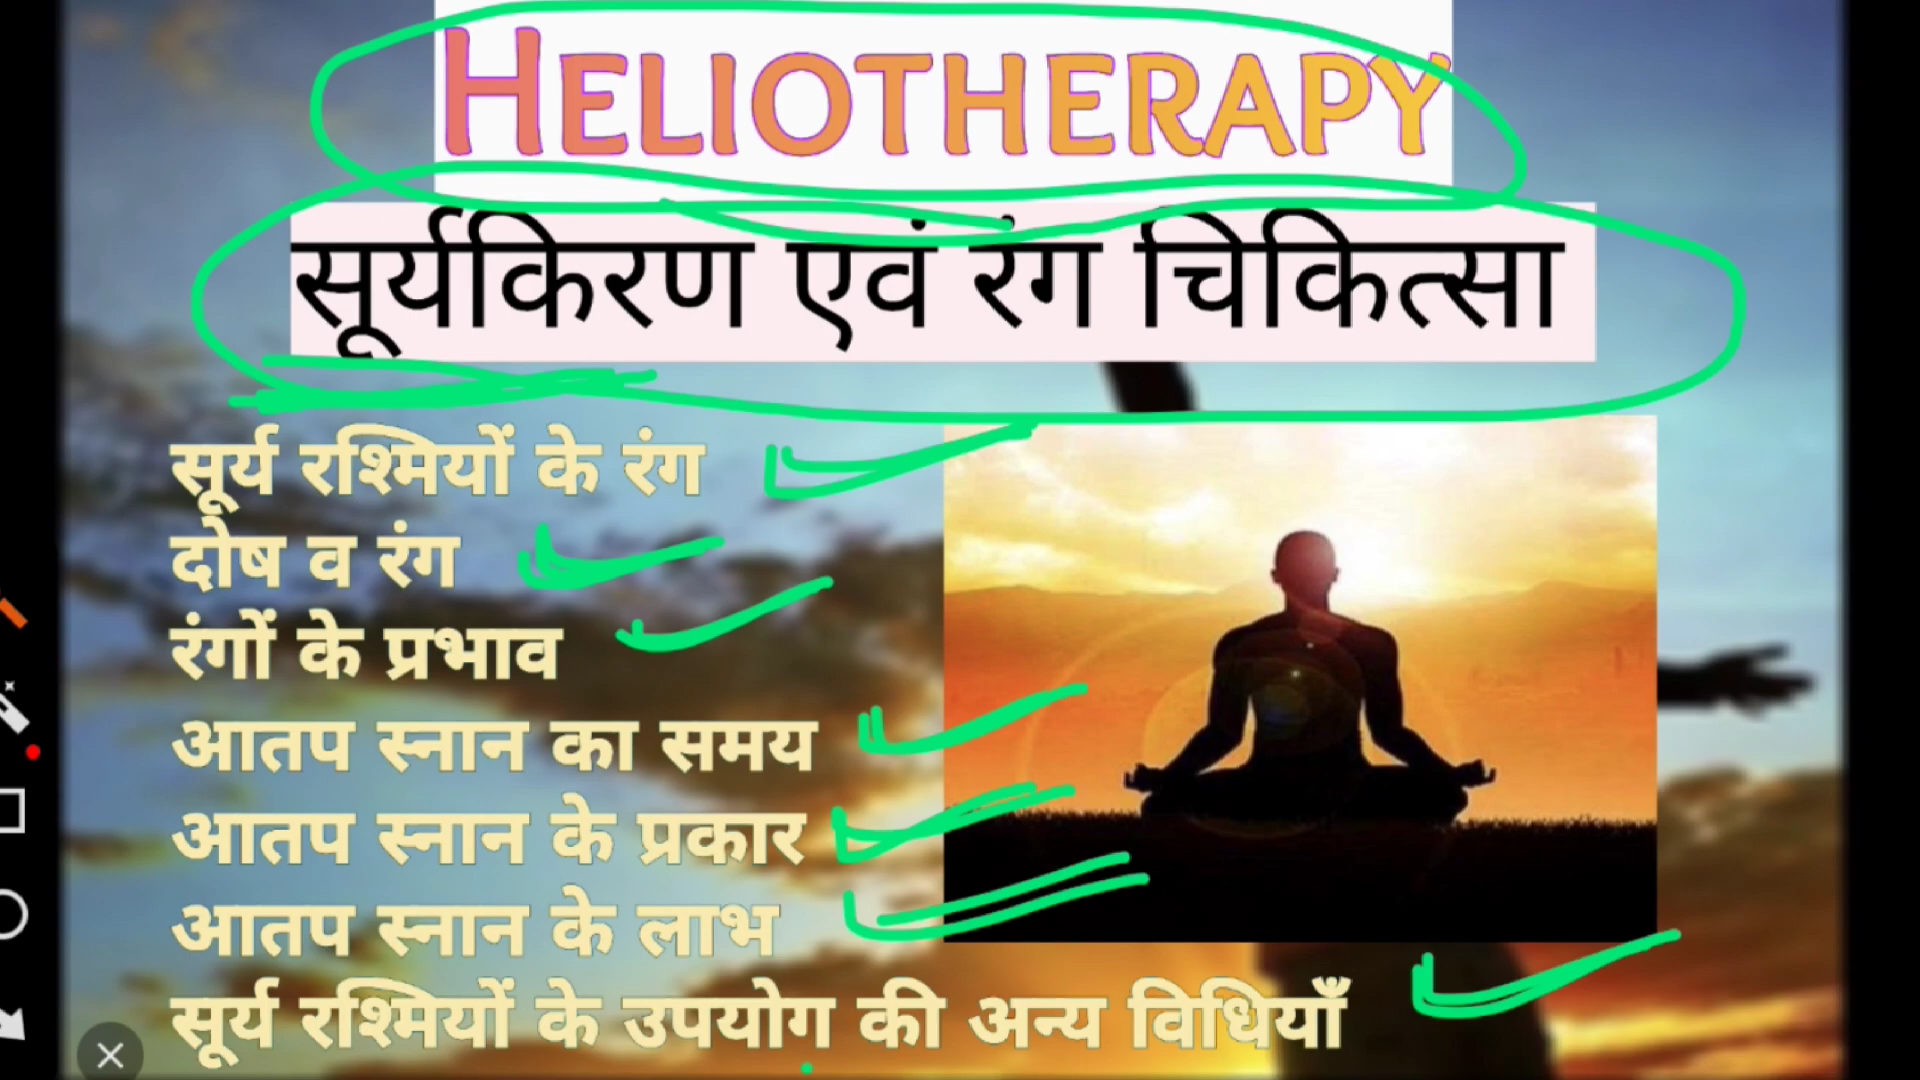 HELIOTHERAPY
सूर्यकिरण एवं रंग चिकित्सा
सूर्य रश्मियों के रंग
दोष व रंग
रंगों के प्रभाव
आतप स्नान का समय
आतप स्नान के प्रकार
आतप स्नान के लाभ
सूर्य रश्मियों के उपयोग की अन्य विधियाँ